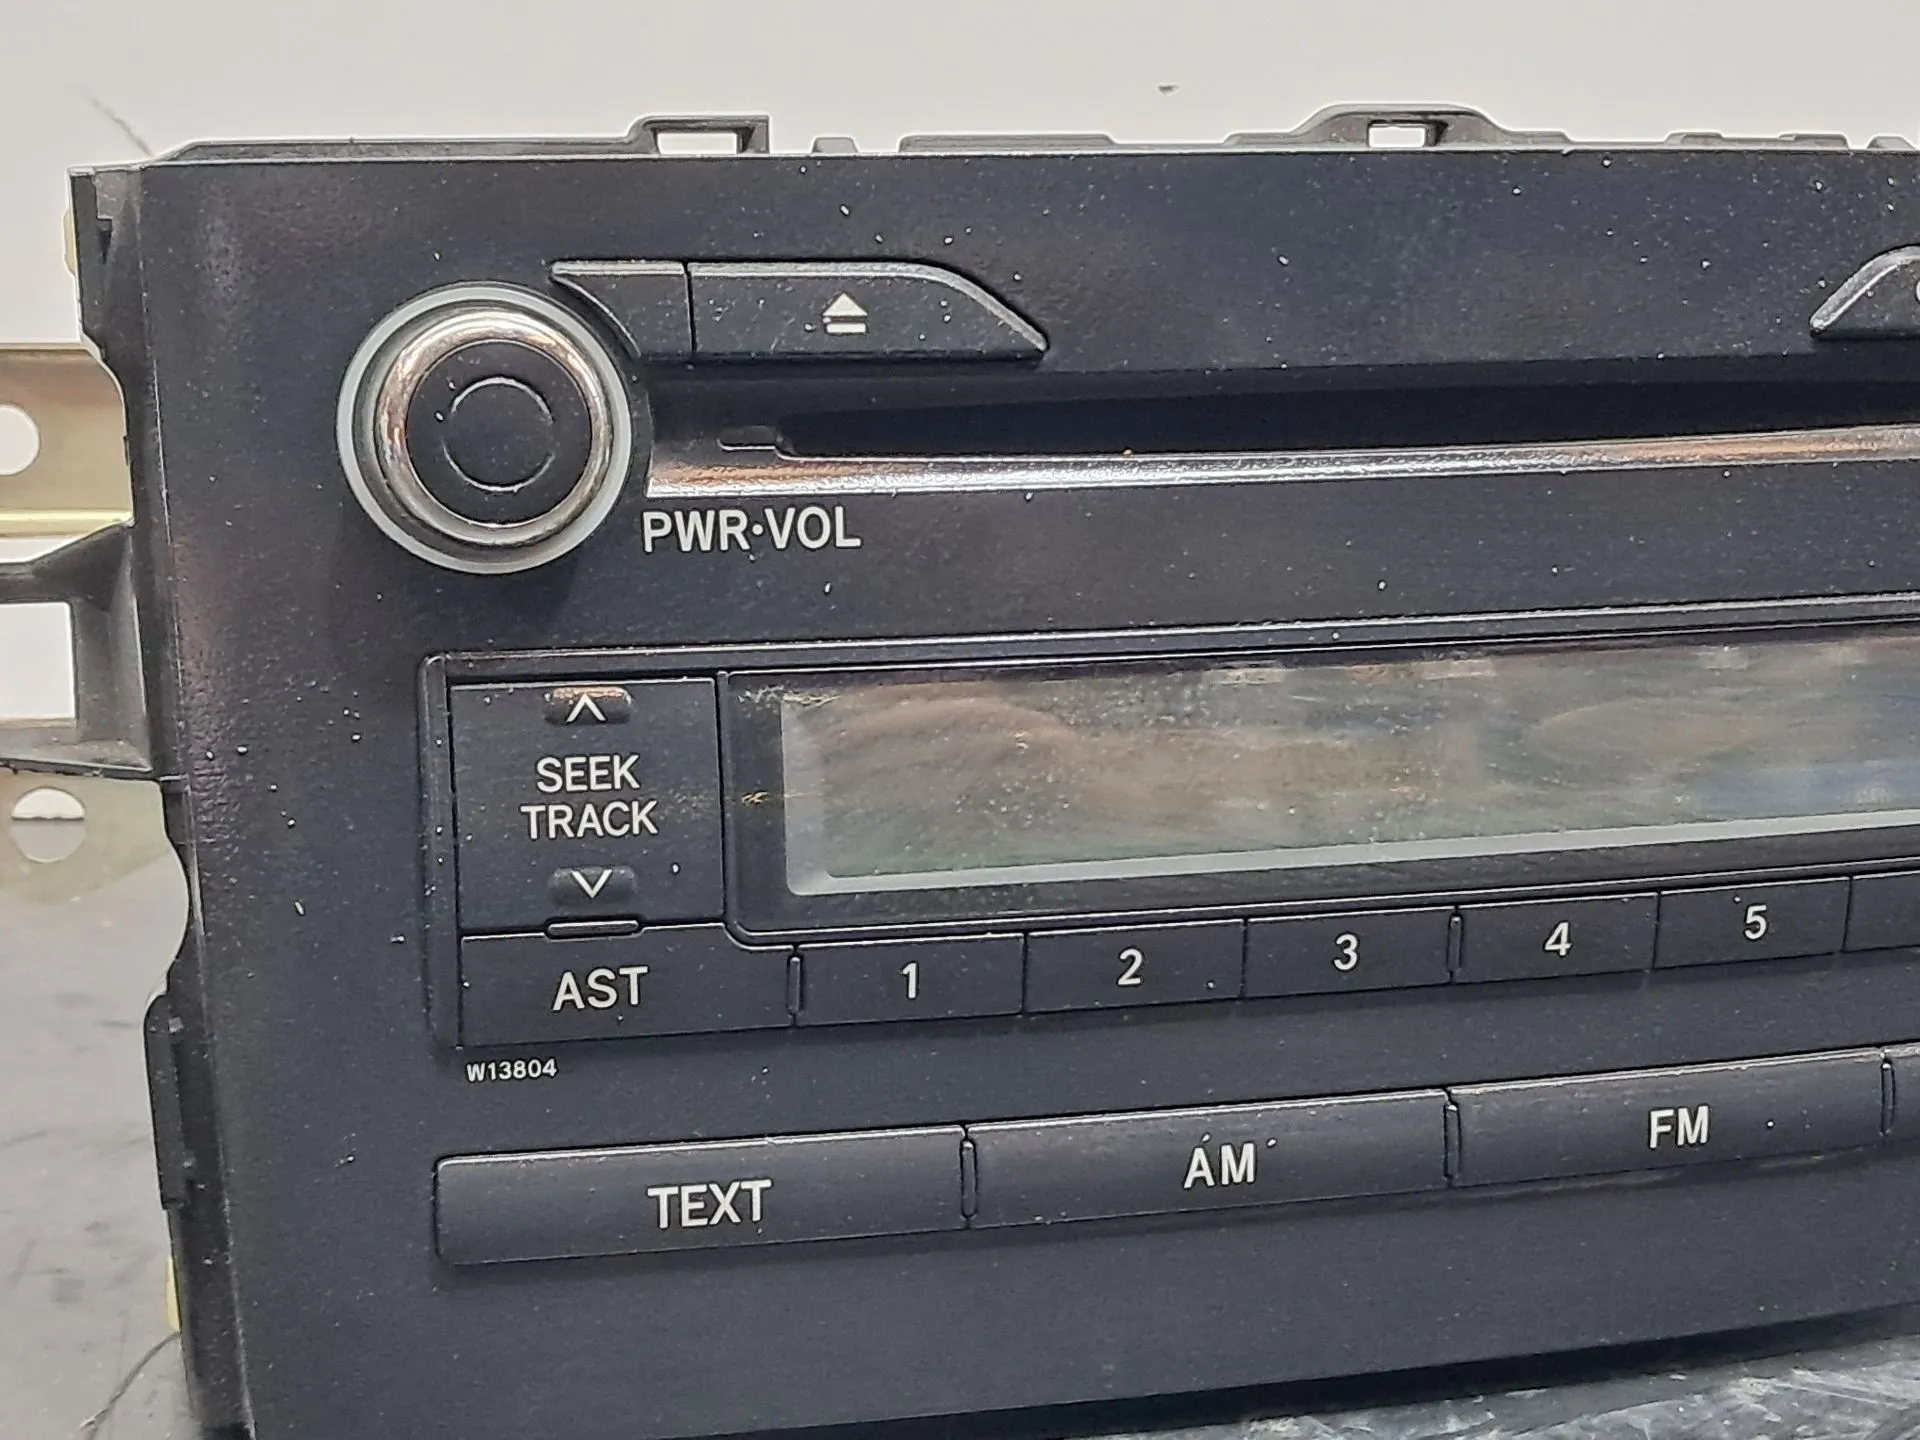 PWR•VOL
SEEK
TRACK
AST
1
2
3
4
5
W13804
TEXT
AM
FM